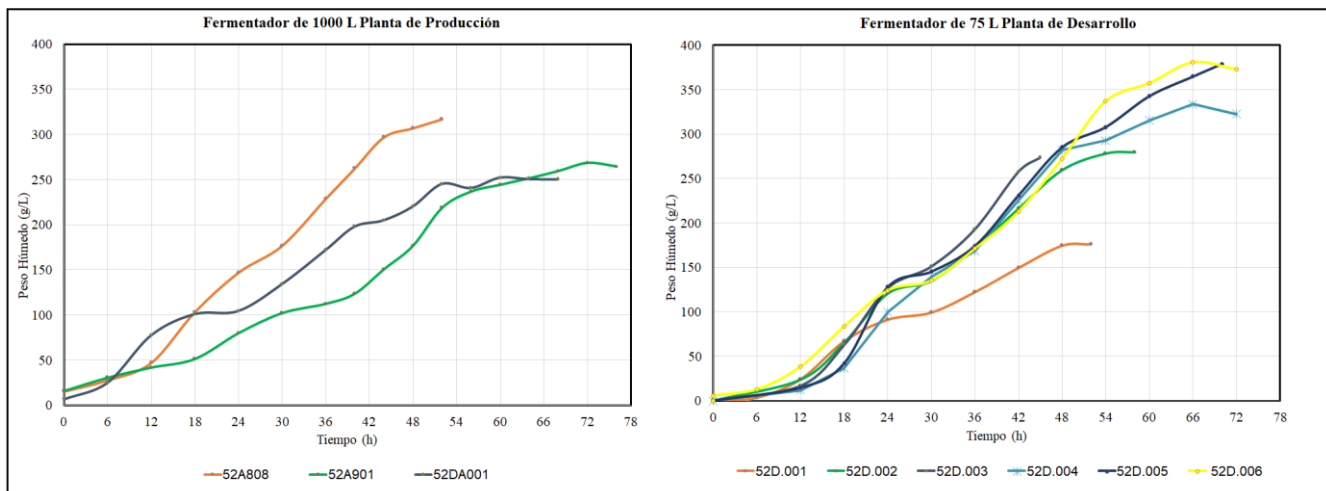 Fermentador de 1000 L Planta de Producción
400
350
300
250
200
150
100
50
0
Peso Húmedo (g/L)
0 6 12 18 24 30 36 42 48 54 60 66 72 78
Tiempo (h)
52A808 52A901 52DA001
Fermentador de 75 L Planta de Desarrollo
400
350
300
250
200
150
100
50
0
Peso Húmedo (g/L)
0 6 12 18 24 30 36 42 48 54 60 66 72 78
Tiempo (h)
52D.001 52D.002 52D.003 52D.004 52D.005 52D.006